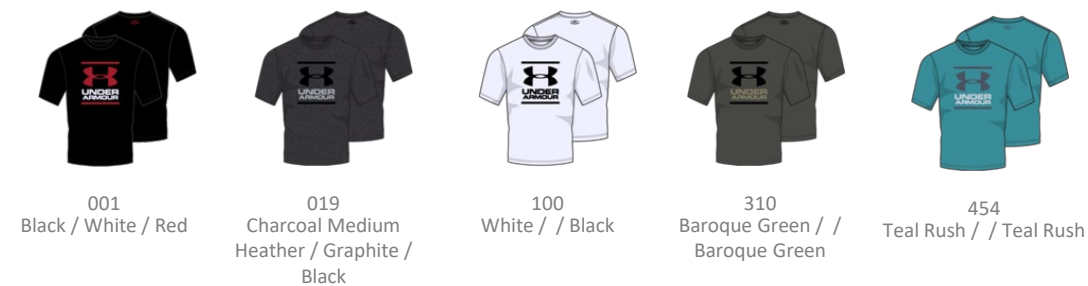 UNDER
ARMOUR
001
Black / White / Red
UNDER
ARMOUR
019
Charcoal Medium
Heather / Graphite /
Black
UNDER
ARMOUR
100
White / / Black
UNDER
ARMOUR
310
Baroque Green / /
Baroque Green
UNDER
ARMOUR
454
Teal Rush / / Teal Rush